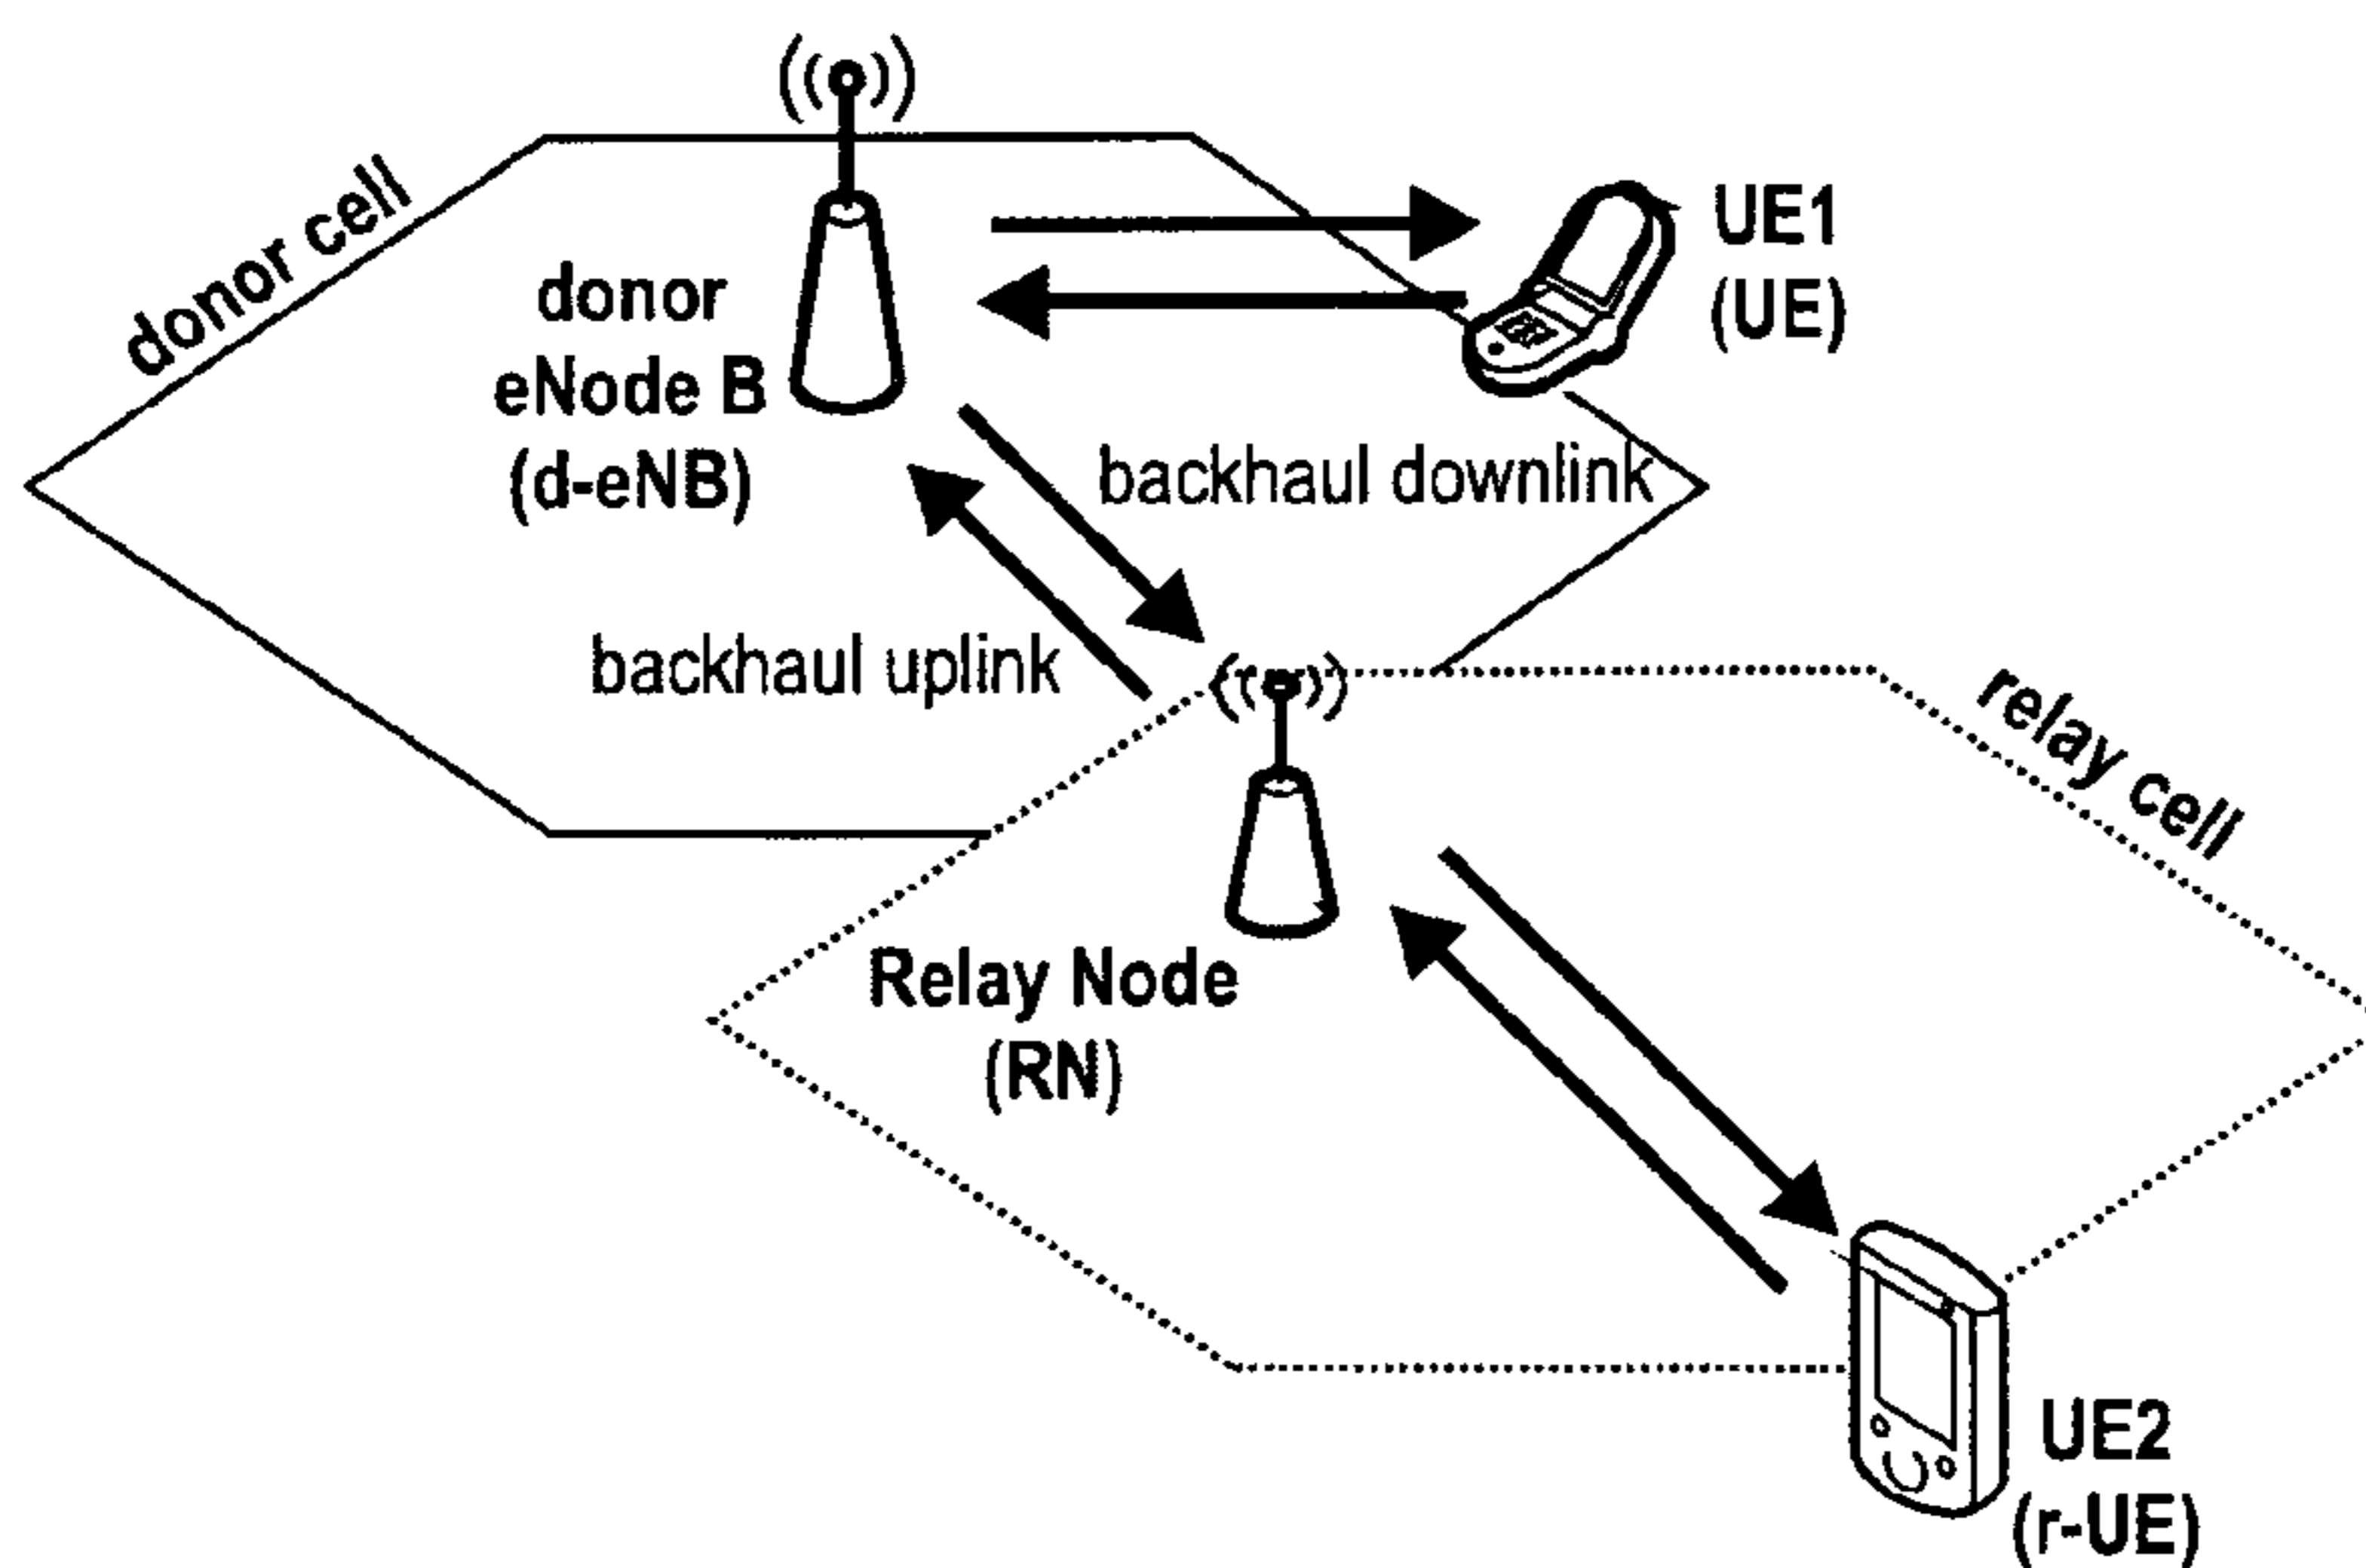 donor cell
donor
eNode B
(d-eNB)
UE1
(UE)
backhaul downlink
backhaul uplink
relay cell
Relay Node
(RN)
UE2
(r-UE)